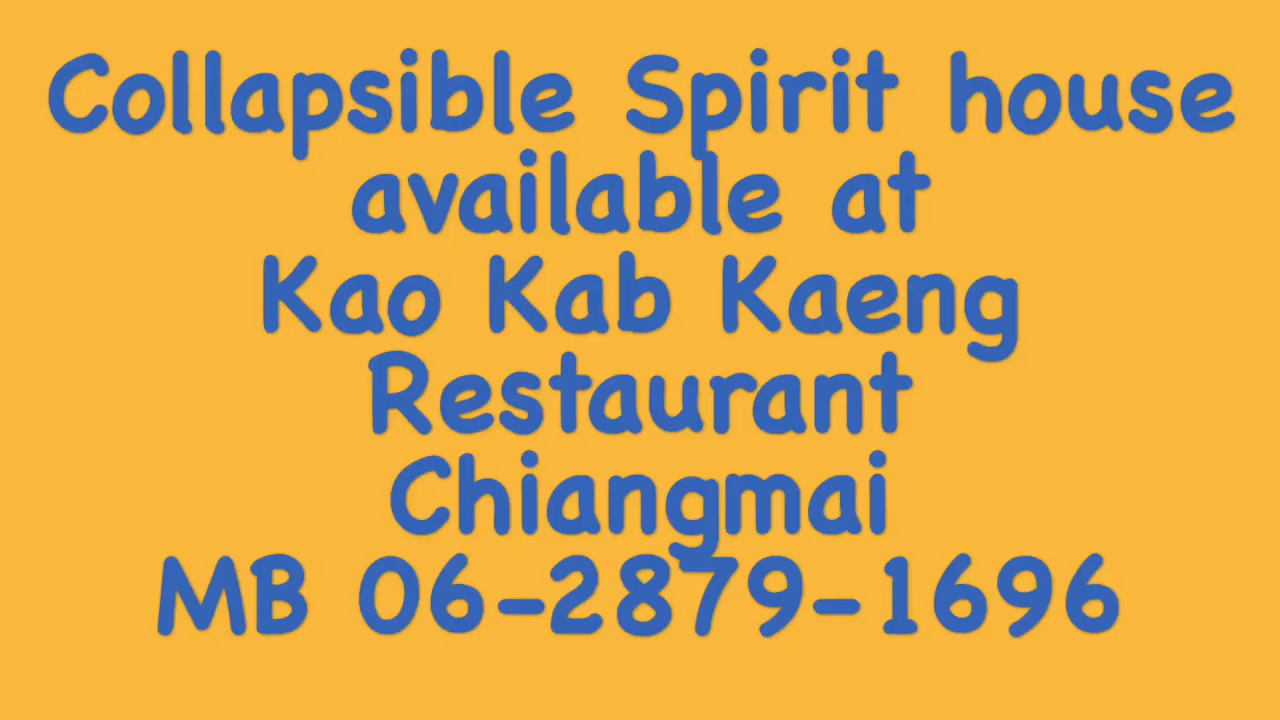 Collapsible Spirit house
available at
Kao Kab Kaeng
Restaurant
Chiangmai
MB 06-2879-1696